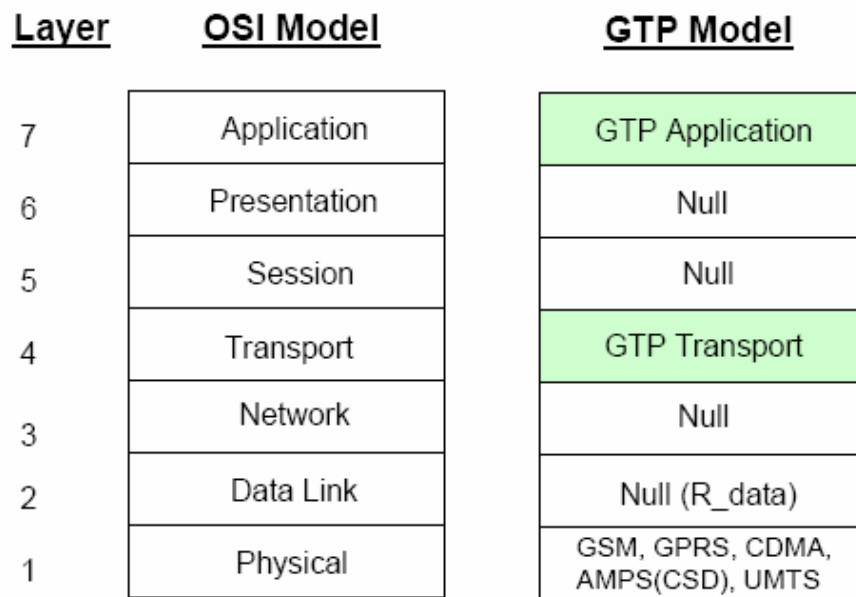 Layer OSI Model GTP Model
7 Application GTP Application
6 Presentation Null
5 Session Null
4 Transport GTP Transport
3 Network Null
2 Data Link Null (R_data)
1 Physical GSM, GPRS, CDMA,
AMPS(CSD), UMTS